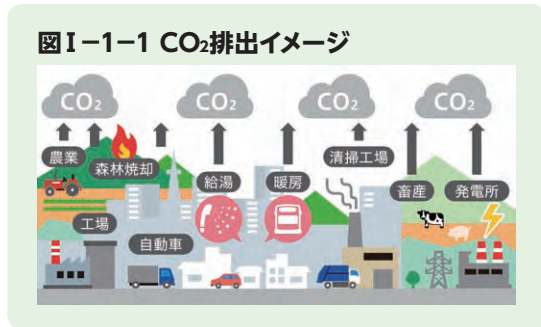 図Ⅰ−1−1 CO₂排出イメージ
CO₂
CO₂
CO₂
CO₂
農業
森林焼却
給湯
暖房
清掃工場
畜産
発電所
工場
自動車